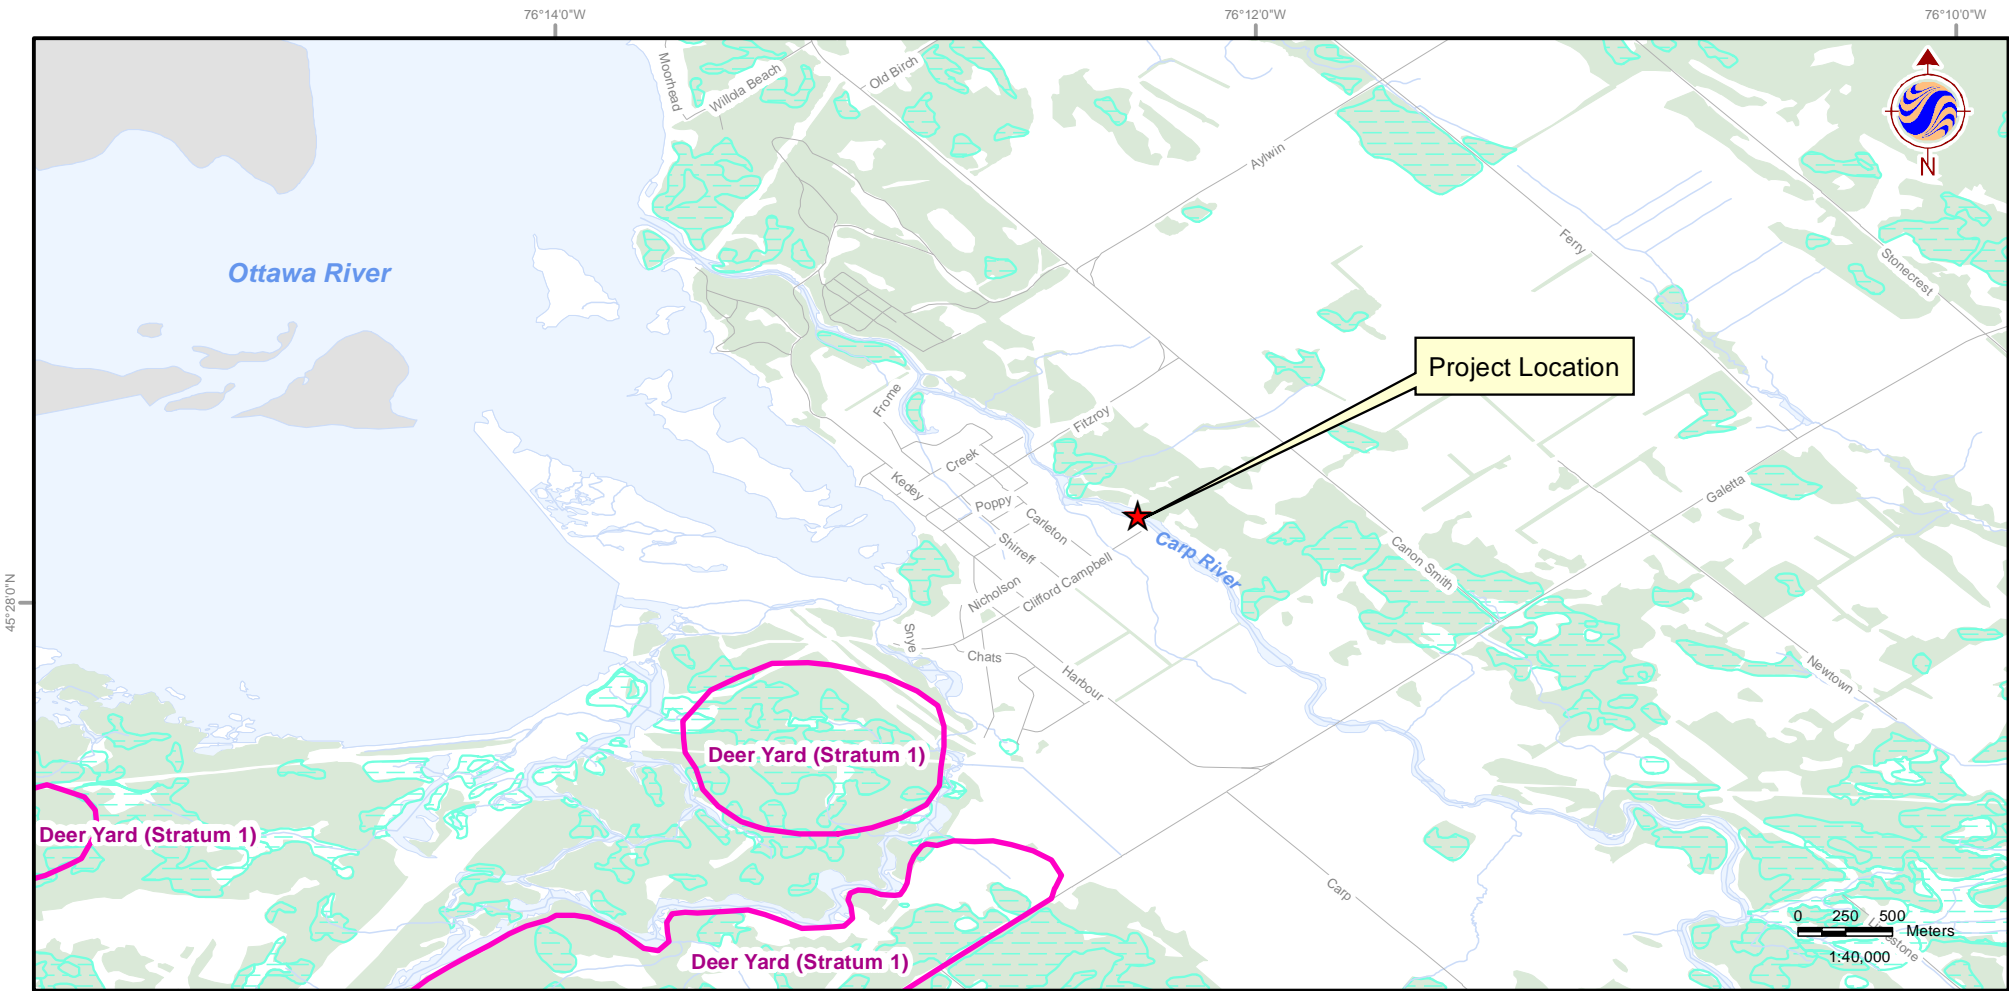 76°14'0"W
76°12'0"W
76°10'0"W
Moorhead
Willola Beach
Old Birch
Aylwin
N
Ferry
Stonecrest
Ottawa River
Project Location
Frome
Fitzroy
Creek
Kedey
Poppy
Carleton
Shirreff
Galetta
Carp River
Canon Smith
Nicholson
Clifford Campbell
45°28'0"N
Snye
Chats
Harbour
Newtown
Deer Yard (Stratum 1)
Deer Yard (Stratum 1)
Carp
0 250 500
Meters
1:40,000
Deer Yard (Stratum 1)